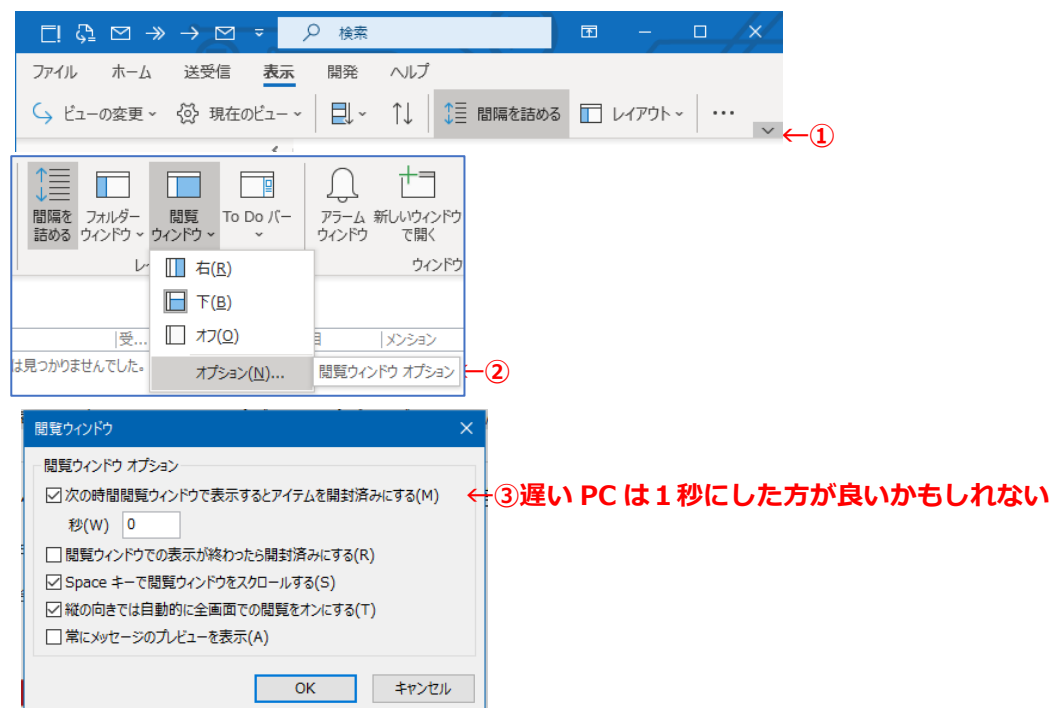 検索
ファイル ホーム 送受信 表示 開発 ヘルプ
ビューの変更 現在のビュー 間隔を詰める レイアウト ...
←①
間隔を詰める フォルダーウィンドウ 閲覧ウィンドウ To Do バー アラームウィンドウ 新しいウィンドウで開く
レ ウィンドウ
右(R)
下(B)
オフ(O)
受... メンション
は見つかりませんでした。
オプション(N)... 閲覧ウィンドウ オプション ←②
閲覧ウィンドウ
閲覧ウィンドウ オプション
次の時間閲覧ウィンドウで表示するとアイテムを開封済みにする(M) ←③遅い PC は１秒にした方が良いかもしれない
秒(W) 0
閲覧ウィンドウでの表示が終わったら開封済みにする(R)
Space キーで閲覧ウィンドウをスクロールする(S)
縦の向きでは自動的に全画面での閲覧をオンにする(T)
常にメッセージのプレビューを表示(A)
OK キャンセル